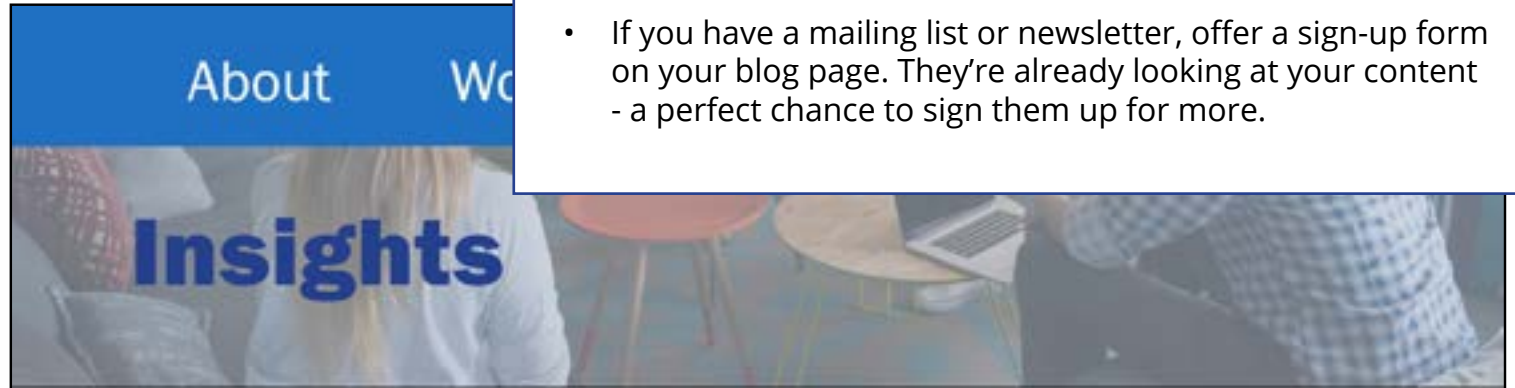 About
• If you have a mailing list or newsletter, offer a sign-up form
on your blog page. They’re already looking at your content
- a perfect chance to sign them up for more.
Insights